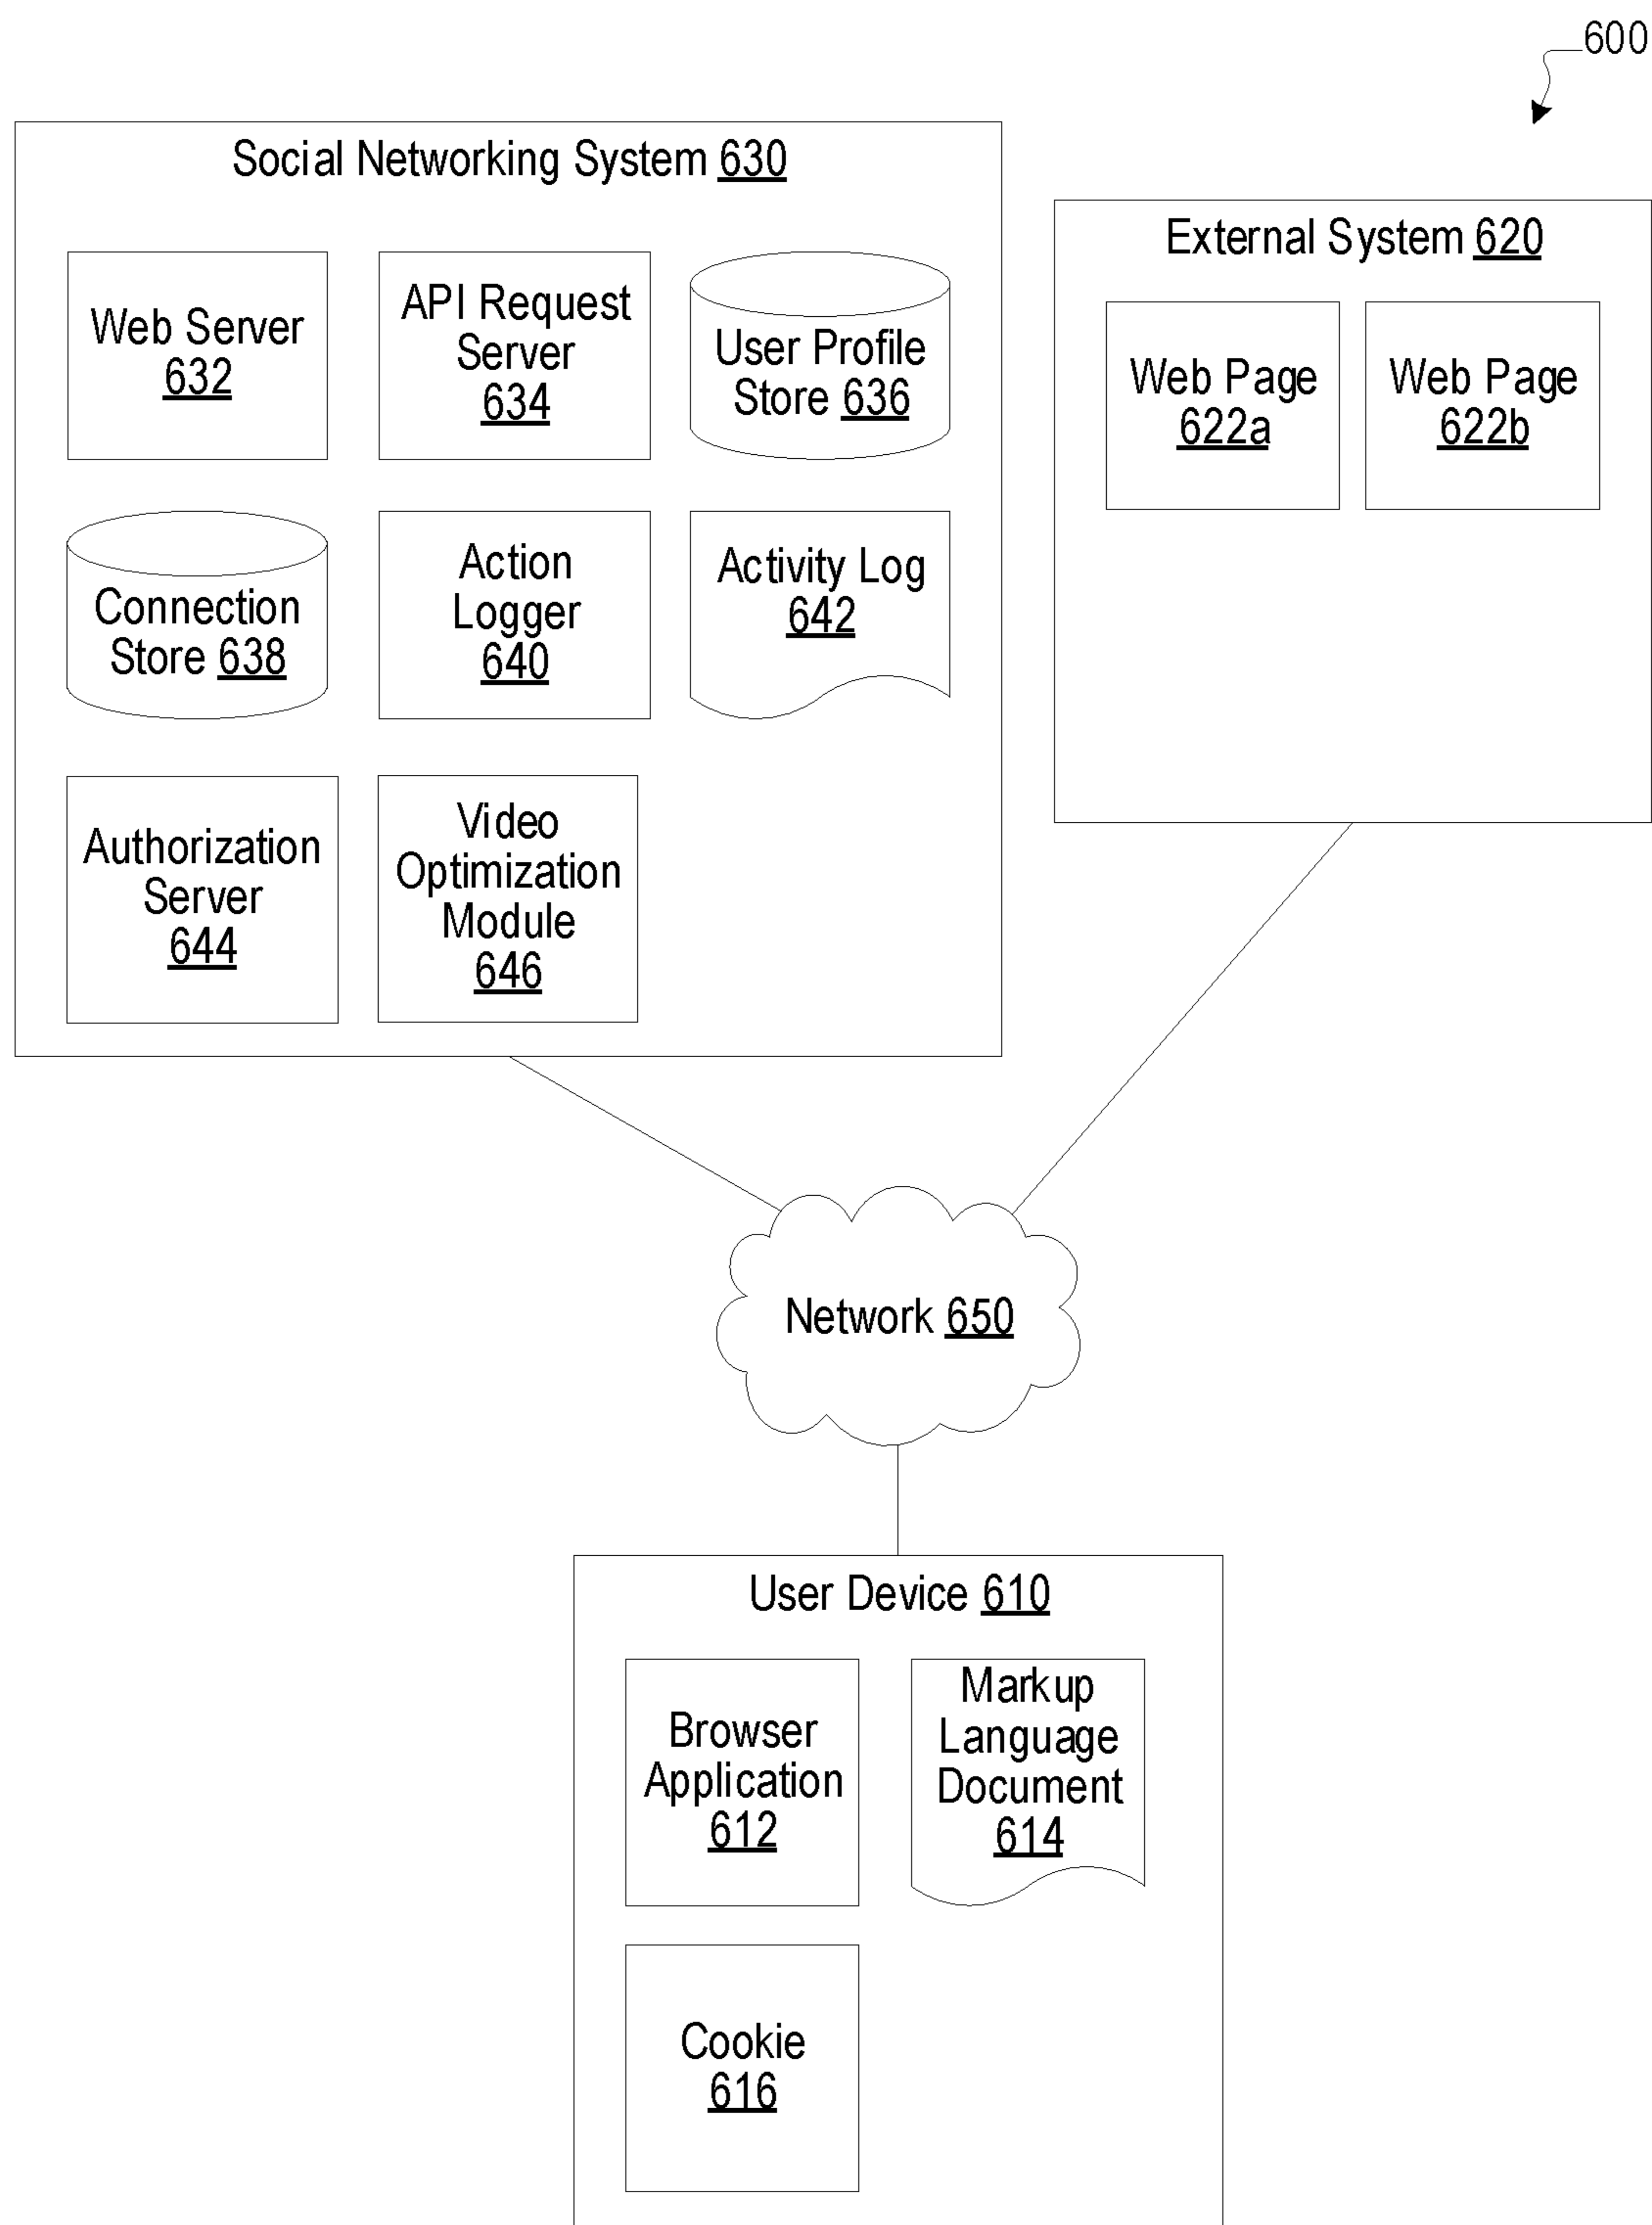 600
Social Networking System 630
Web Server
632
API Request
Server
634
User Profile
Store 636
Connection
Store 638
Action
Logger
640
Activity Log
642
Authorization
Server
644
Video
Optimization
Module
646
External System 620
Web Page
622a
Web Page
622b
Network 650
User Device 610
Browser
Application
612
Markup
Language
Document
614
Cookie
616